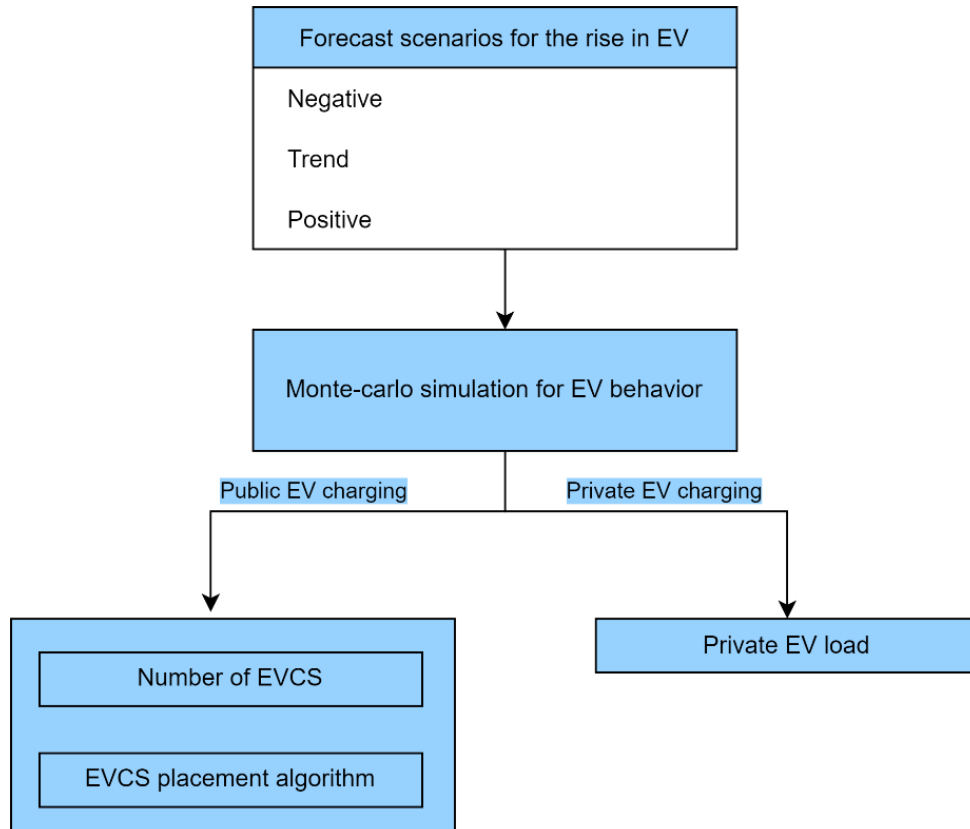 Forecast scenarios for the rise in EV
Negative
Trend
Positive
Monte-carlo simulation for EV behavior
Public EV charging
Private EV charging
Number of EVCS
EVCS placement algorithm
Private EV load